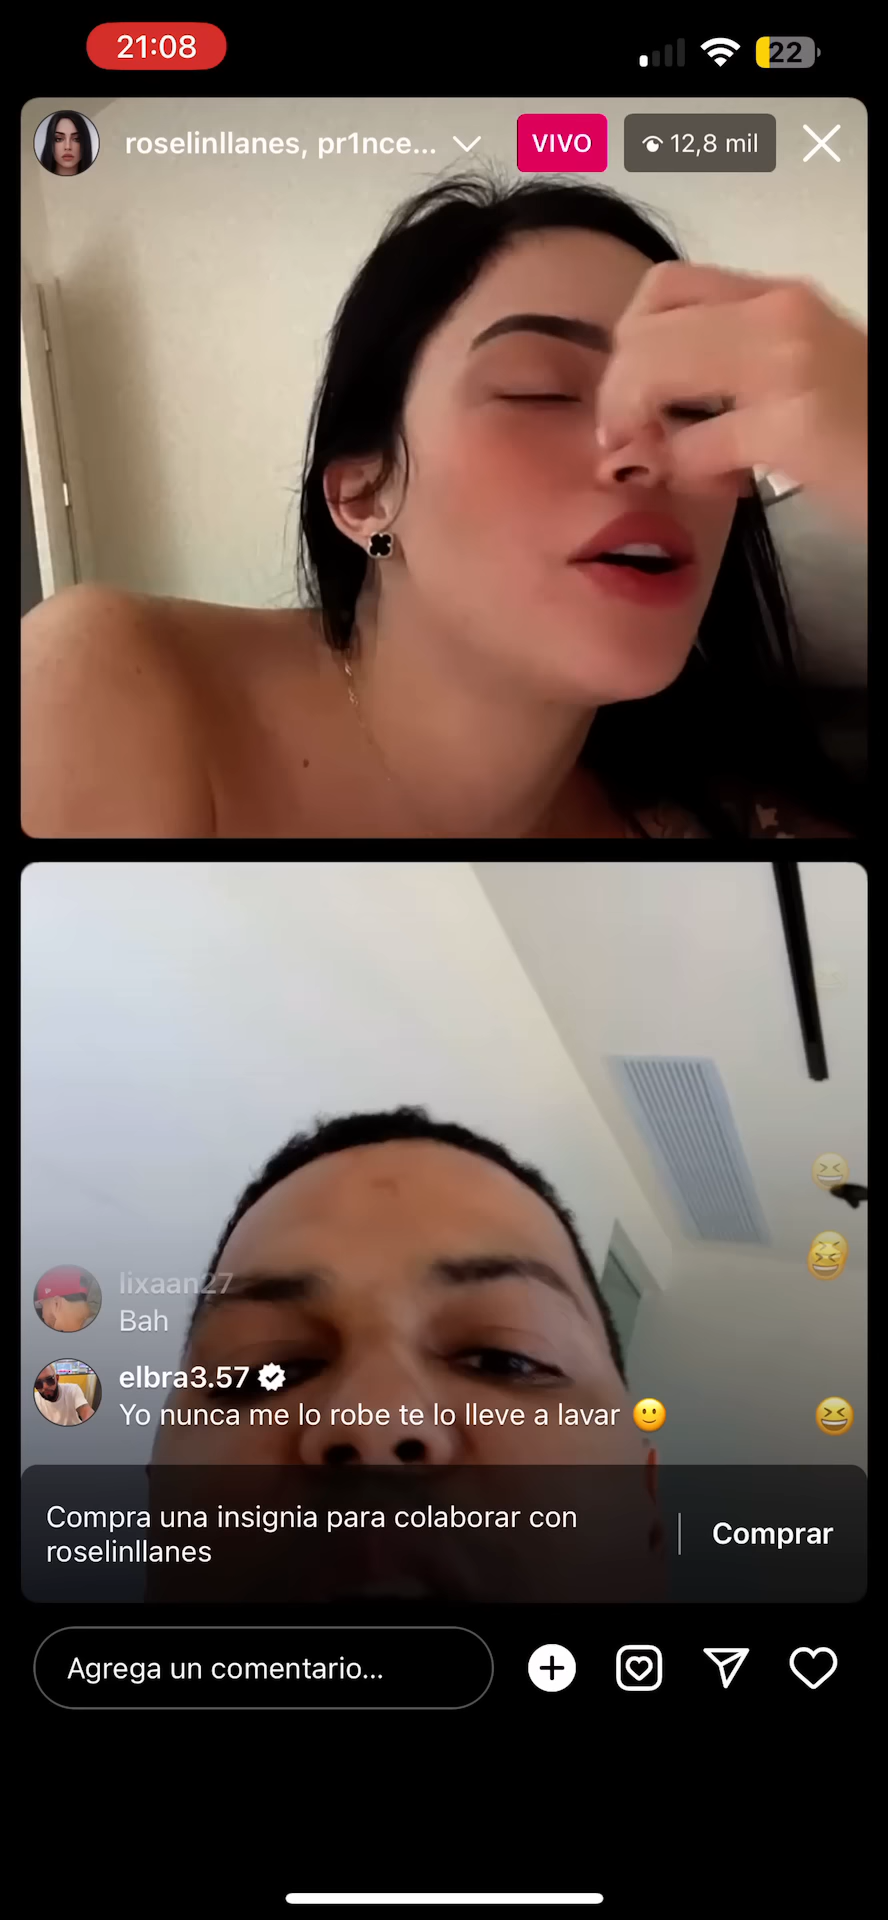 21:08
22
roselinllanes, pr1nce...
VIVO
12,8 mil
lixaan27
Bah
elbra3.57
Yo nunca me lo robe te lo lleve a lavar 🙂
Compra una insignia para colaborar con
roselinllanes
Comprar
Agrega un comentario...